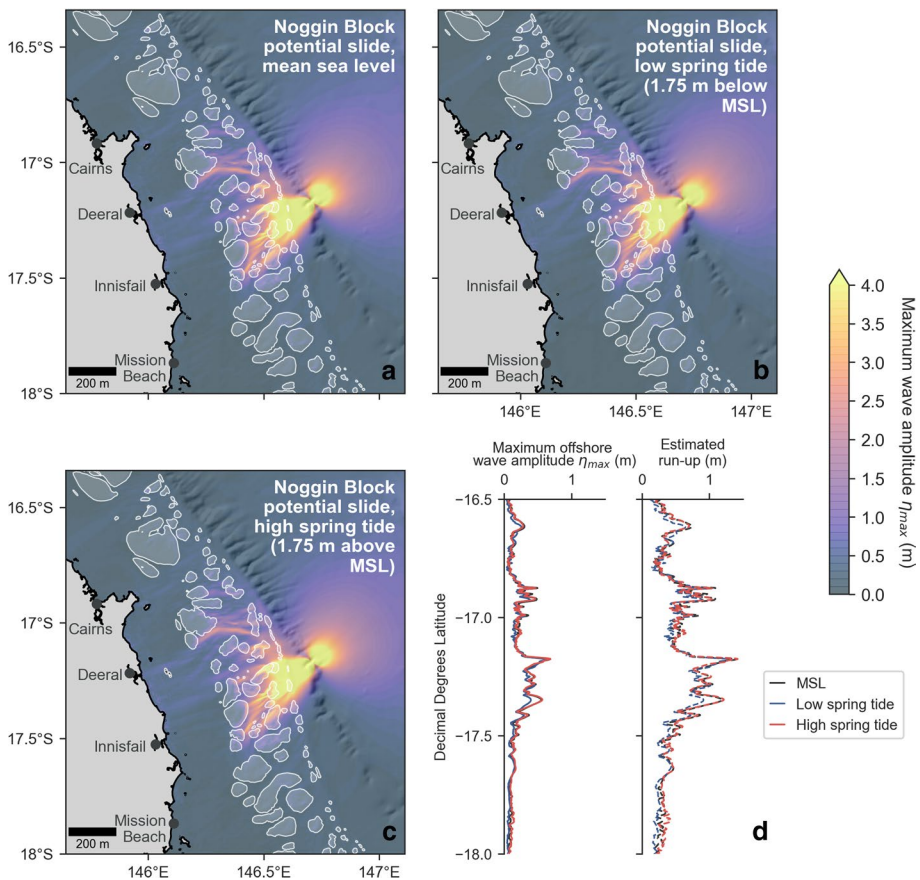 Noggin Block
potential slide,
mean sea level
16.5°S
17°S
17.5°S
18°S
Cairns
Deeral
Innisfail
Mission
Beach
200 m
a
Noggin Block
potential slide,
low spring tide
(1.75 m below
MSL)
Cairns
Deeral
Innisfail
Mission
Beach
200 m
b
146°E
146.5°E
147°E
4.0
3.5
3.0
2.5
2.0
1.5
1.0
0.5
0.0
Maximum wave amplitude ηmax (m)
Noggin Block
potential slide,
high spring tide
(1.75 m above
MSL)
16.5°S
17°S
17.5°S
18°S
Cairns
Deeral
Innisfail
Mission
Beach
200 m
c
146°E
146.5°E
147°E
Maximum offshore
wave amplitude ηmax (m)
0 1
Estimated
run-up (m)
0 1
−16.5
−17.0
−17.5
−18.0
Decimal Degrees Latitude
d
MSL
Low spring tide
High spring tide